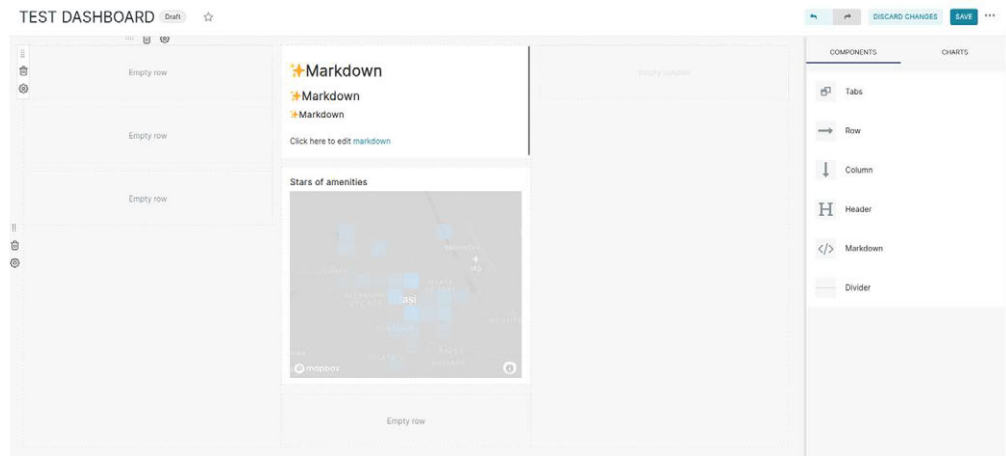 TEST DASHBOARD Draft
DISCARD CHANGES
SAVE
COMPONENTS
CHARTS
Empty row
Empty row
Empty row
✨Markdown
✨Markdown
✨Markdown
Click here to edit markdown
Stars of amenities
Iasi
mapbox
Empty row
Empty column
Tabs
Row
Column
Header
Markdown
Divider